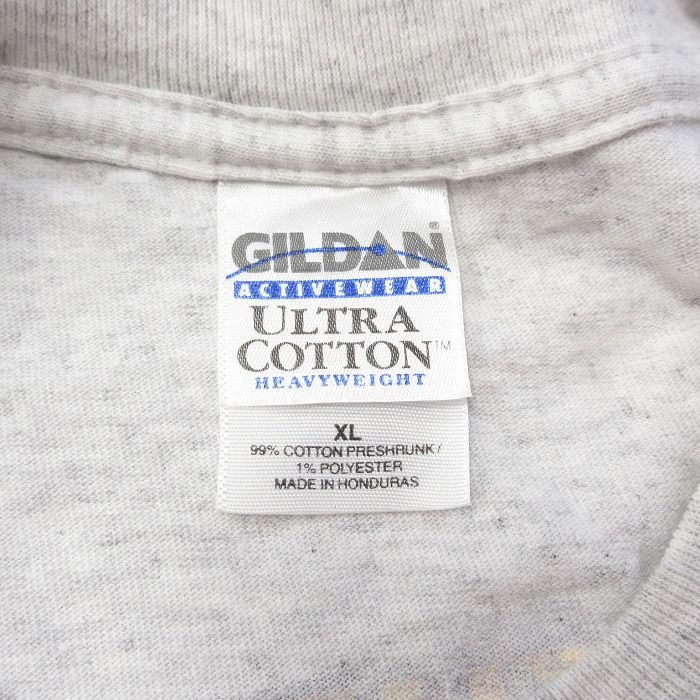 GILDAN®
ACTIVEWEAR
ULTRA
COTTON™
HEAVYWEIGHT
XL
99% COTTON PRESHRUNK/
1% POLYESTER
MADE IN HONDURAS